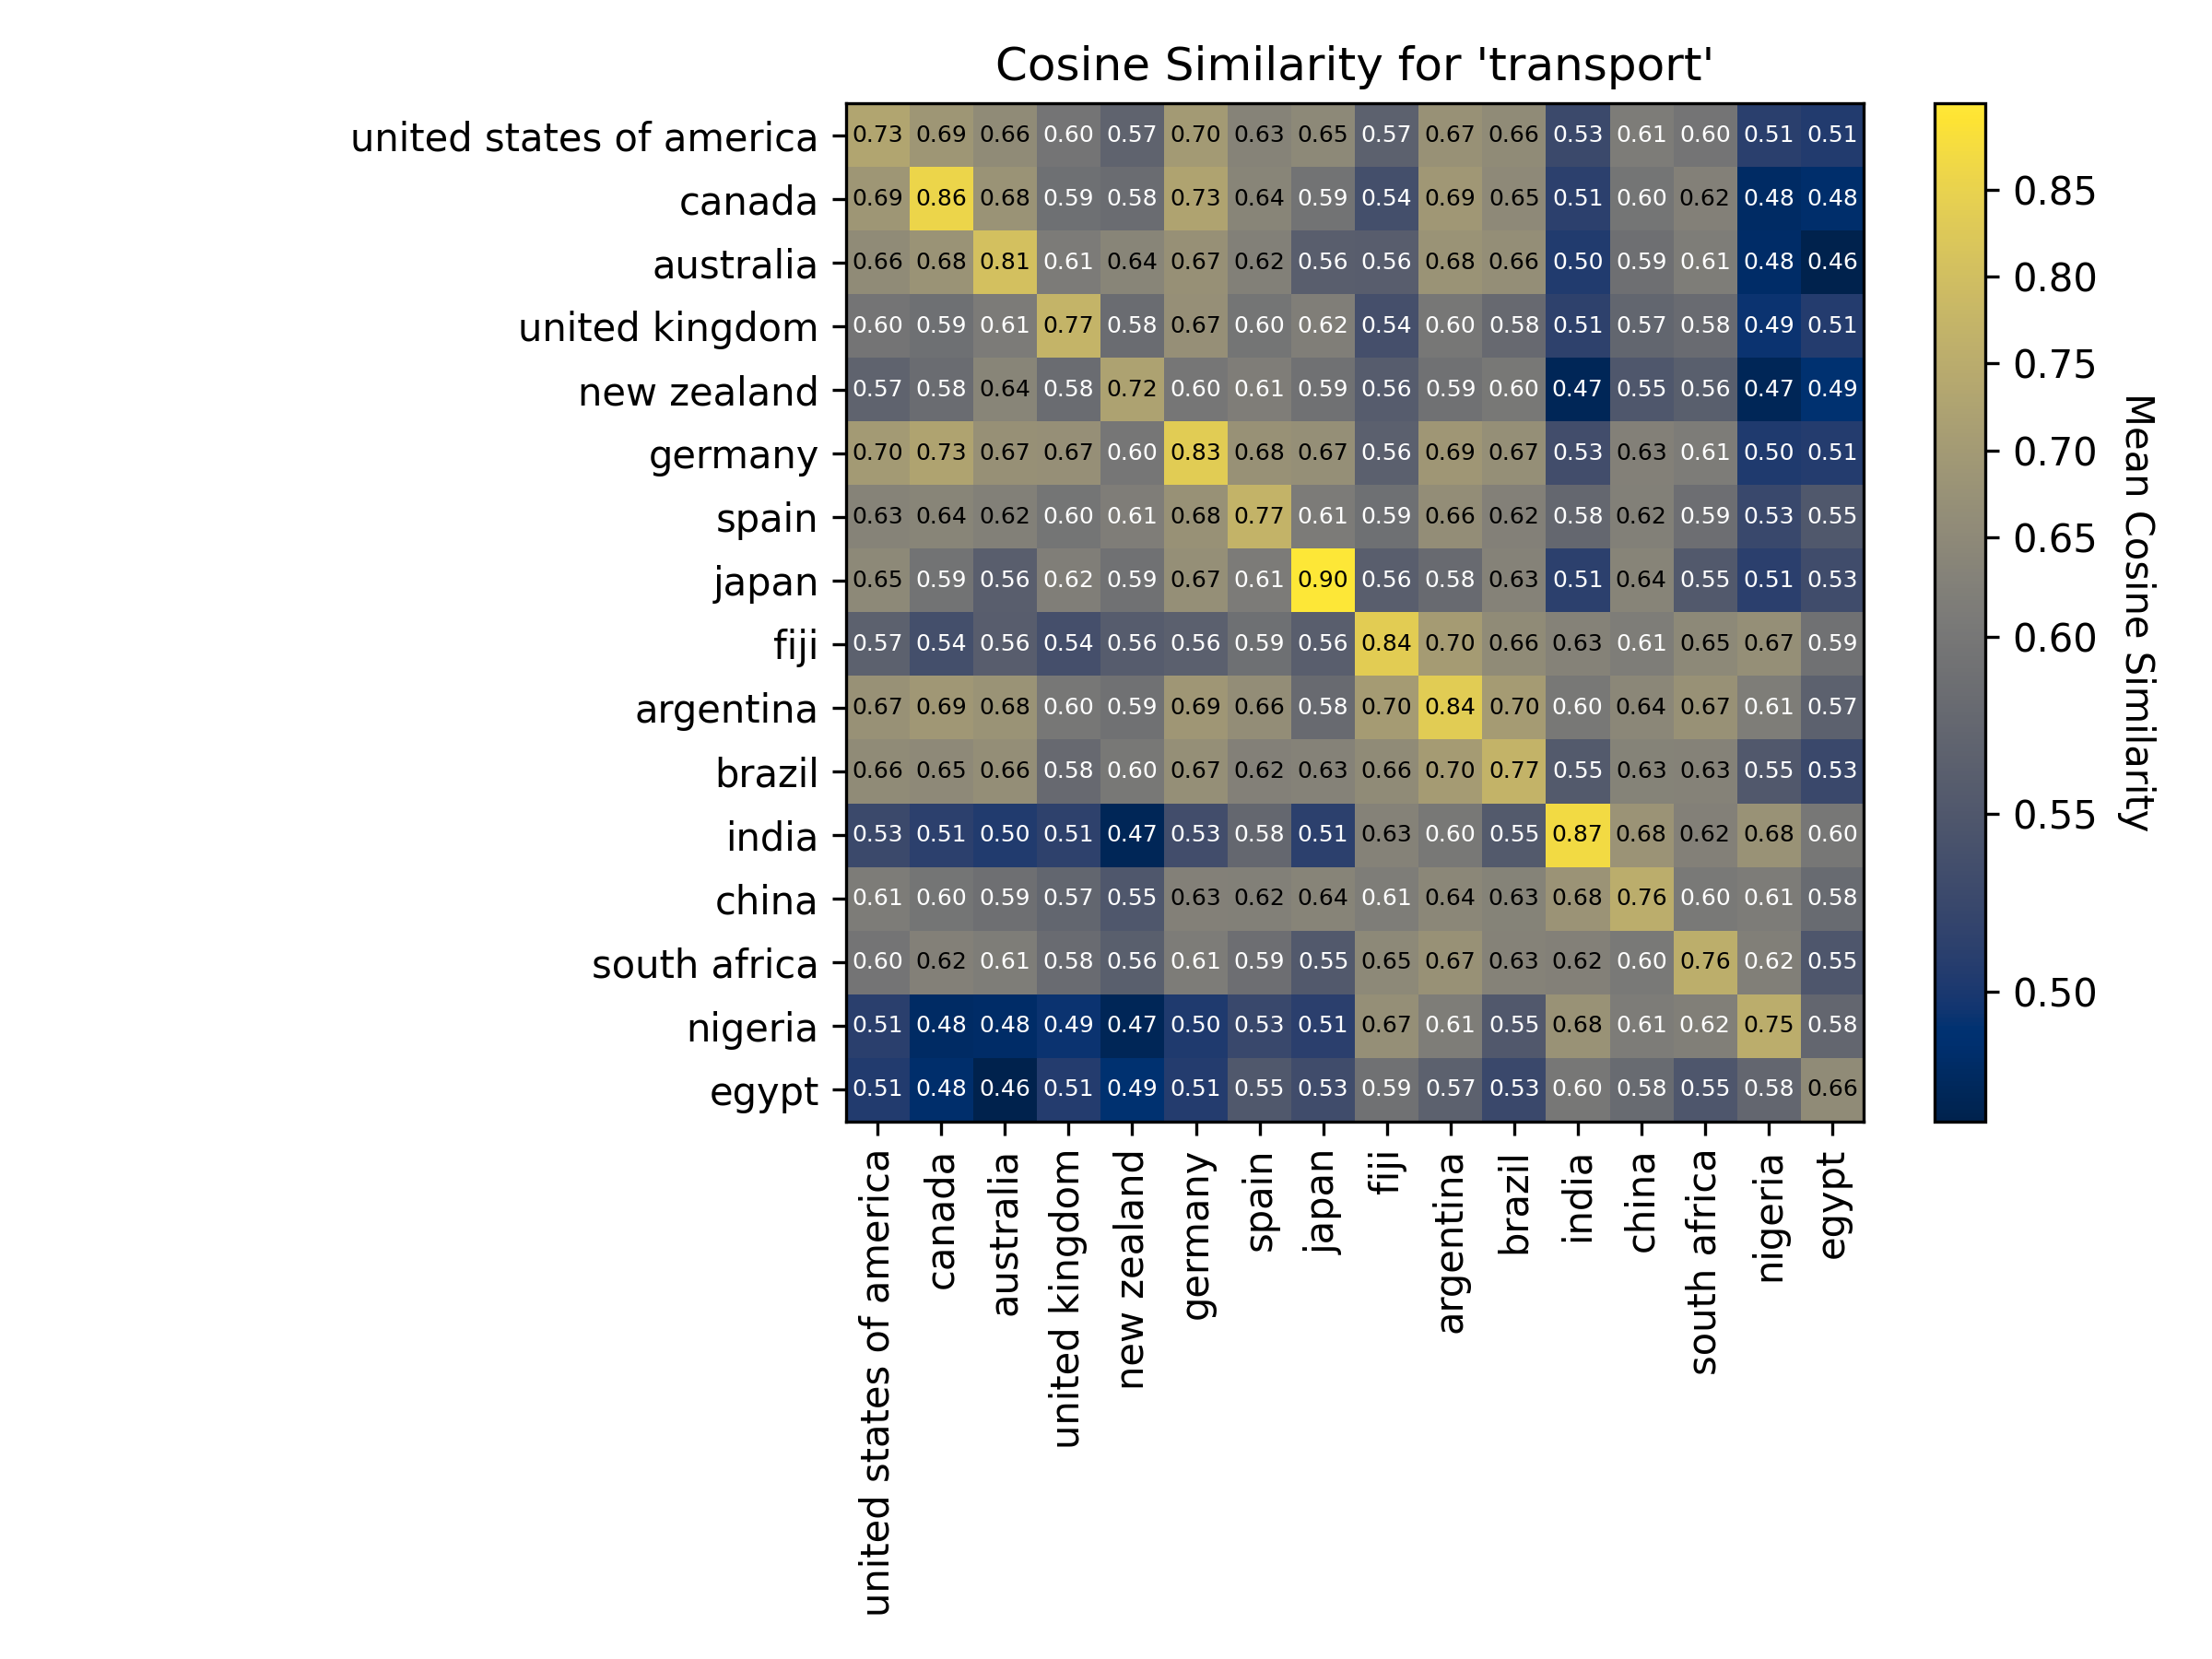 Cosine Similarity for 'transport'
united states of america 0.73 0.69 0.66 0.60 0.57 0.70 0.63 0.65 0.57 0.67 0.66 0.53 0.61 0.60 0.51 0.51
canada 0.69 0.86 0.68 0.59 0.58 0.73 0.64 0.59 0.54 0.69 0.65 0.51 0.60 0.62 0.48 0.48
australia 0.66 0.68 0.81 0.61 0.64 0.67 0.62 0.56 0.56 0.68 0.66 0.50 0.59 0.61 0.48 0.46
united kingdom 0.60 0.59 0.61 0.77 0.58 0.67 0.60 0.62 0.54 0.60 0.58 0.51 0.57 0.58 0.49 0.51
new zealand 0.57 0.58 0.64 0.58 0.72 0.60 0.61 0.59 0.56 0.59 0.60 0.47 0.55 0.56 0.47 0.49
germany 0.70 0.73 0.67 0.67 0.60 0.83 0.68 0.67 0.56 0.69 0.67 0.53 0.63 0.61 0.50 0.51
spain 0.63 0.64 0.62 0.60 0.61 0.68 0.77 0.61 0.59 0.66 0.62 0.58 0.62 0.59 0.53 0.55
japan 0.65 0.59 0.56 0.62 0.59 0.67 0.61 0.90 0.56 0.58 0.63 0.51 0.64 0.55 0.51 0.53
fiji 0.57 0.54 0.56 0.54 0.56 0.56 0.59 0.56 0.84 0.70 0.66 0.63 0.61 0.65 0.67 0.59
argentina 0.67 0.69 0.68 0.60 0.59 0.69 0.66 0.58 0.70 0.84 0.70 0.60 0.64 0.67 0.61 0.57
brazil 0.66 0.65 0.66 0.58 0.60 0.67 0.62 0.63 0.66 0.70 0.77 0.55 0.63 0.63 0.55 0.53
india 0.53 0.51 0.50 0.51 0.47 0.53 0.58 0.51 0.63 0.60 0.55 0.87 0.68 0.62 0.68 0.60
china 0.61 0.60 0.59 0.57 0.55 0.63 0.62 0.64 0.61 0.64 0.63 0.68 0.76 0.60 0.61 0.58
south africa 0.60 0.62 0.61 0.58 0.56 0.61 0.59 0.55 0.65 0.67 0.63 0.62 0.60 0.76 0.62 0.55
nigeria 0.51 0.48 0.48 0.49 0.47 0.50 0.53 0.51 0.67 0.61 0.55 0.68 0.61 0.62 0.75 0.58
egypt 0.51 0.48 0.46 0.51 0.49 0.51 0.55 0.53 0.59 0.57 0.53 0.60 0.58 0.55 0.58 0.66
united states of america
canada
australia
united kingdom
new zealand
germany
spain
japan
fiji
argentina
brazil
india
china
south africa
nigeria
egypt
0.85
0.80
0.75
0.70
0.65
0.60
0.55
0.50
Mean Cosine Similarity